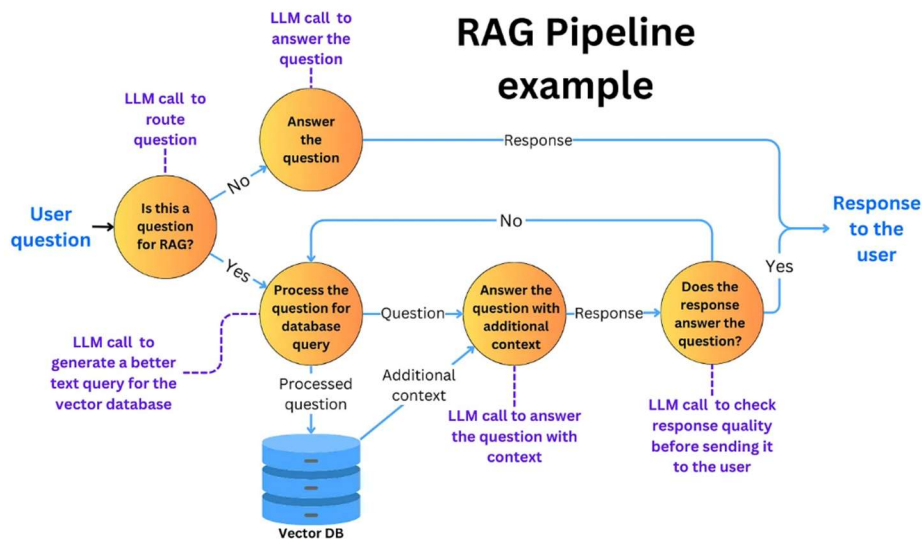 RAG Pipeline
example
LLM call to
answer the
question
LLM call to
route
question
Answer
the
question
Response
No
User
question
Is this a
question
for RAG?
Response
to the
user
No
Yes
Yes
Process the
question for
database
query
Question
Answer the
question with
additional
context
Response
Does the
response
answer the
question?
LLM call to
generate a better
text query for the
vector database
Processed
question
Additional
context
LLM call to answer
the question with
context
LLM call to check
response quality
before sending it
to the user
Vector DB